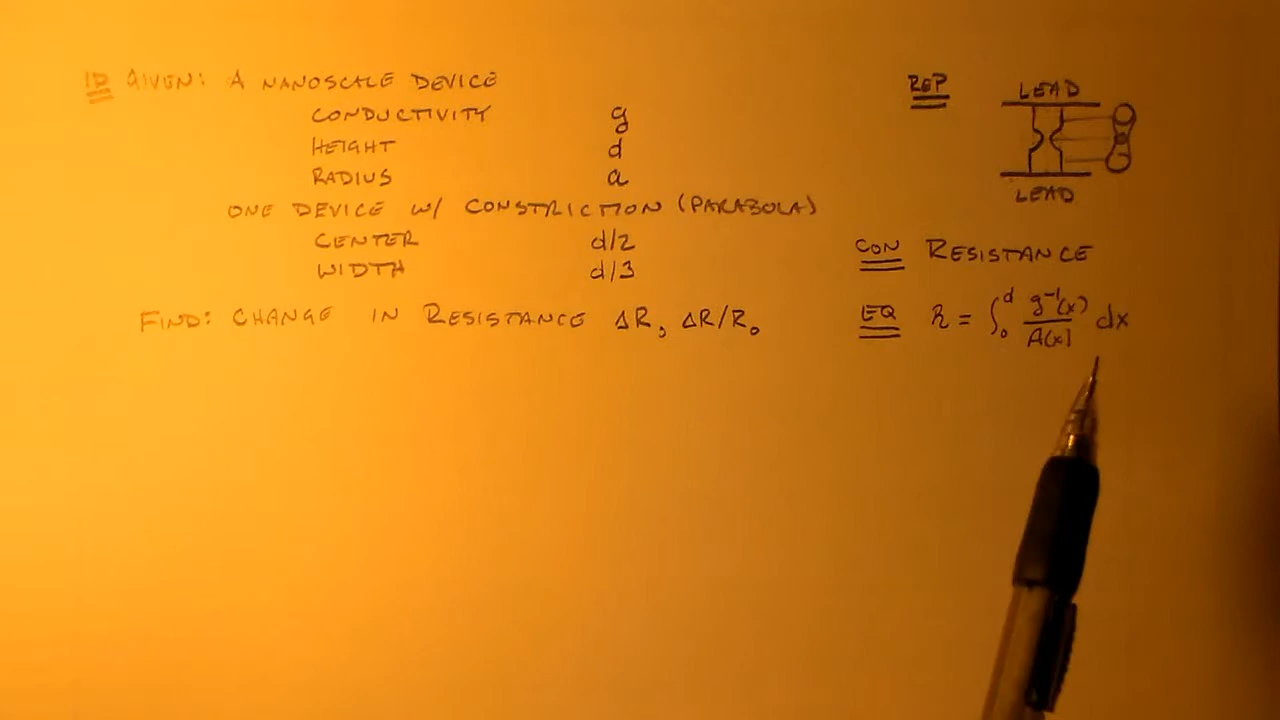 ID GIVEN: A NANOSCALE DEVICE
CONDUCTIVITY g
HEIGHT d
RADIUS a
ONE DEVICE W/ CONSTRICTION (PARABOLA)
CENTER d/2
WIDTH d/3
FIND: CHANGE IN RESISTANCE ΔR, ΔR/R₀
REP
LEAD
LEAD
CON RESISTANCE
EQ R = ∫₀ᵈ g⁻¹(x)/A(x) dx